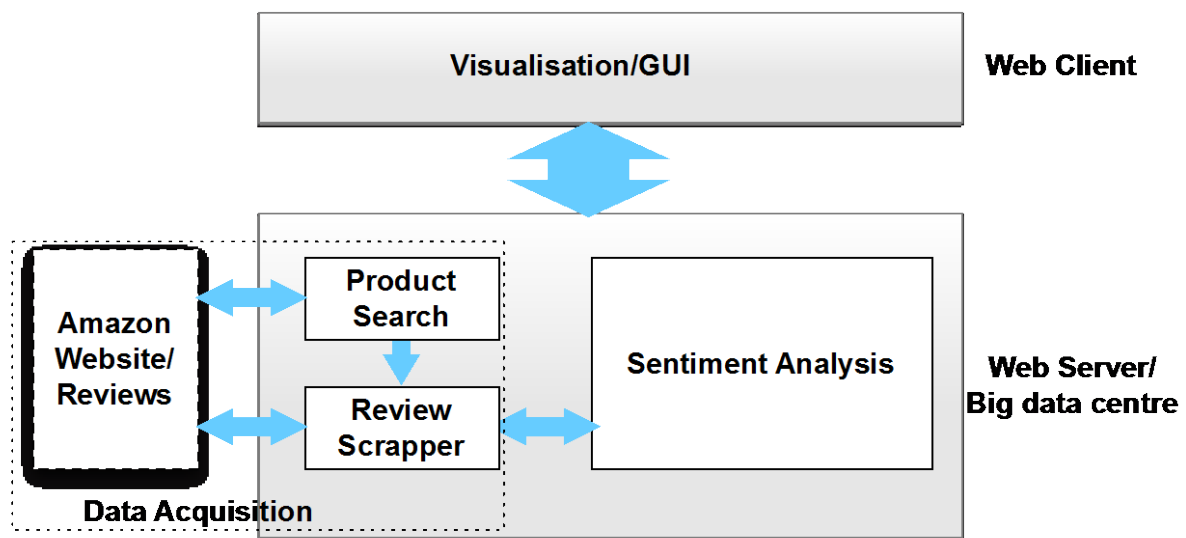 Visualisation/GUI
Web Client
Product
Search
Amazon
Website/
Reviews
Sentiment Analysis
Web Server/
Big data centre
Review
Scrapper
Data Acquisition